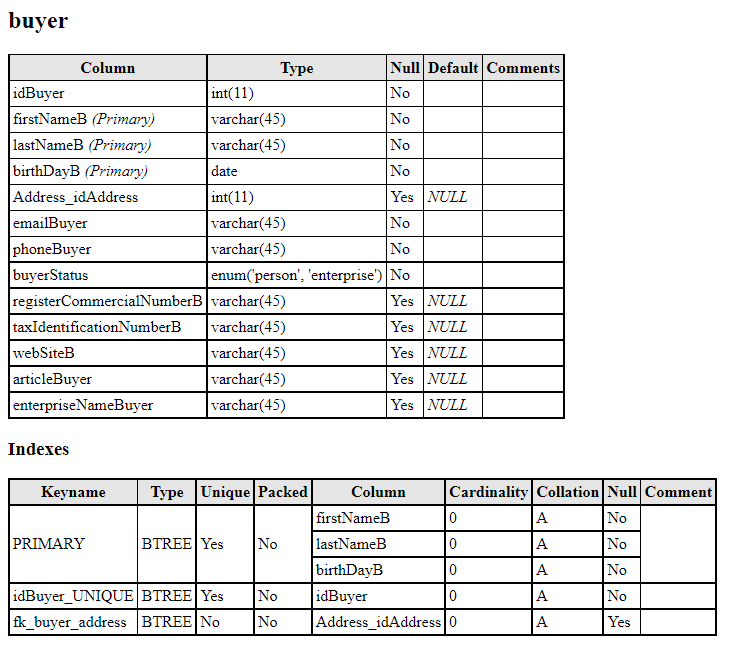 buyer
Column Type Null Default Comments
idBuyer int(11) No
firstNameB (Primary) varchar(45) No
lastNameB (Primary) varchar(45) No
birthDayB (Primary) date No
Address_idAddress int(11) Yes NULL
emailBuyer varchar(45) No
phoneBuyer varchar(45) No
buyerStatus enum('person', 'enterprise') No
registerCommercialNumberB varchar(45) Yes NULL
taxIdentificationNumberB varchar(45) Yes NULL
webSiteB varchar(45) Yes NULL
articleBuyer varchar(45) Yes NULL
enterpriseNameBuyer varchar(45) Yes NULL
Indexes
Keyname Type Unique Packed Column Cardinality Collation Null Comment
firstNameB 0 A No
PRIMARY BTREE Yes No lastNameB 0 A No
birthDayB 0 A No
idBuyer_UNIQUE BTREE Yes No idBuyer 0 A No
fk_buyer_address BTREE No No Address_idAddress 0 A Yes